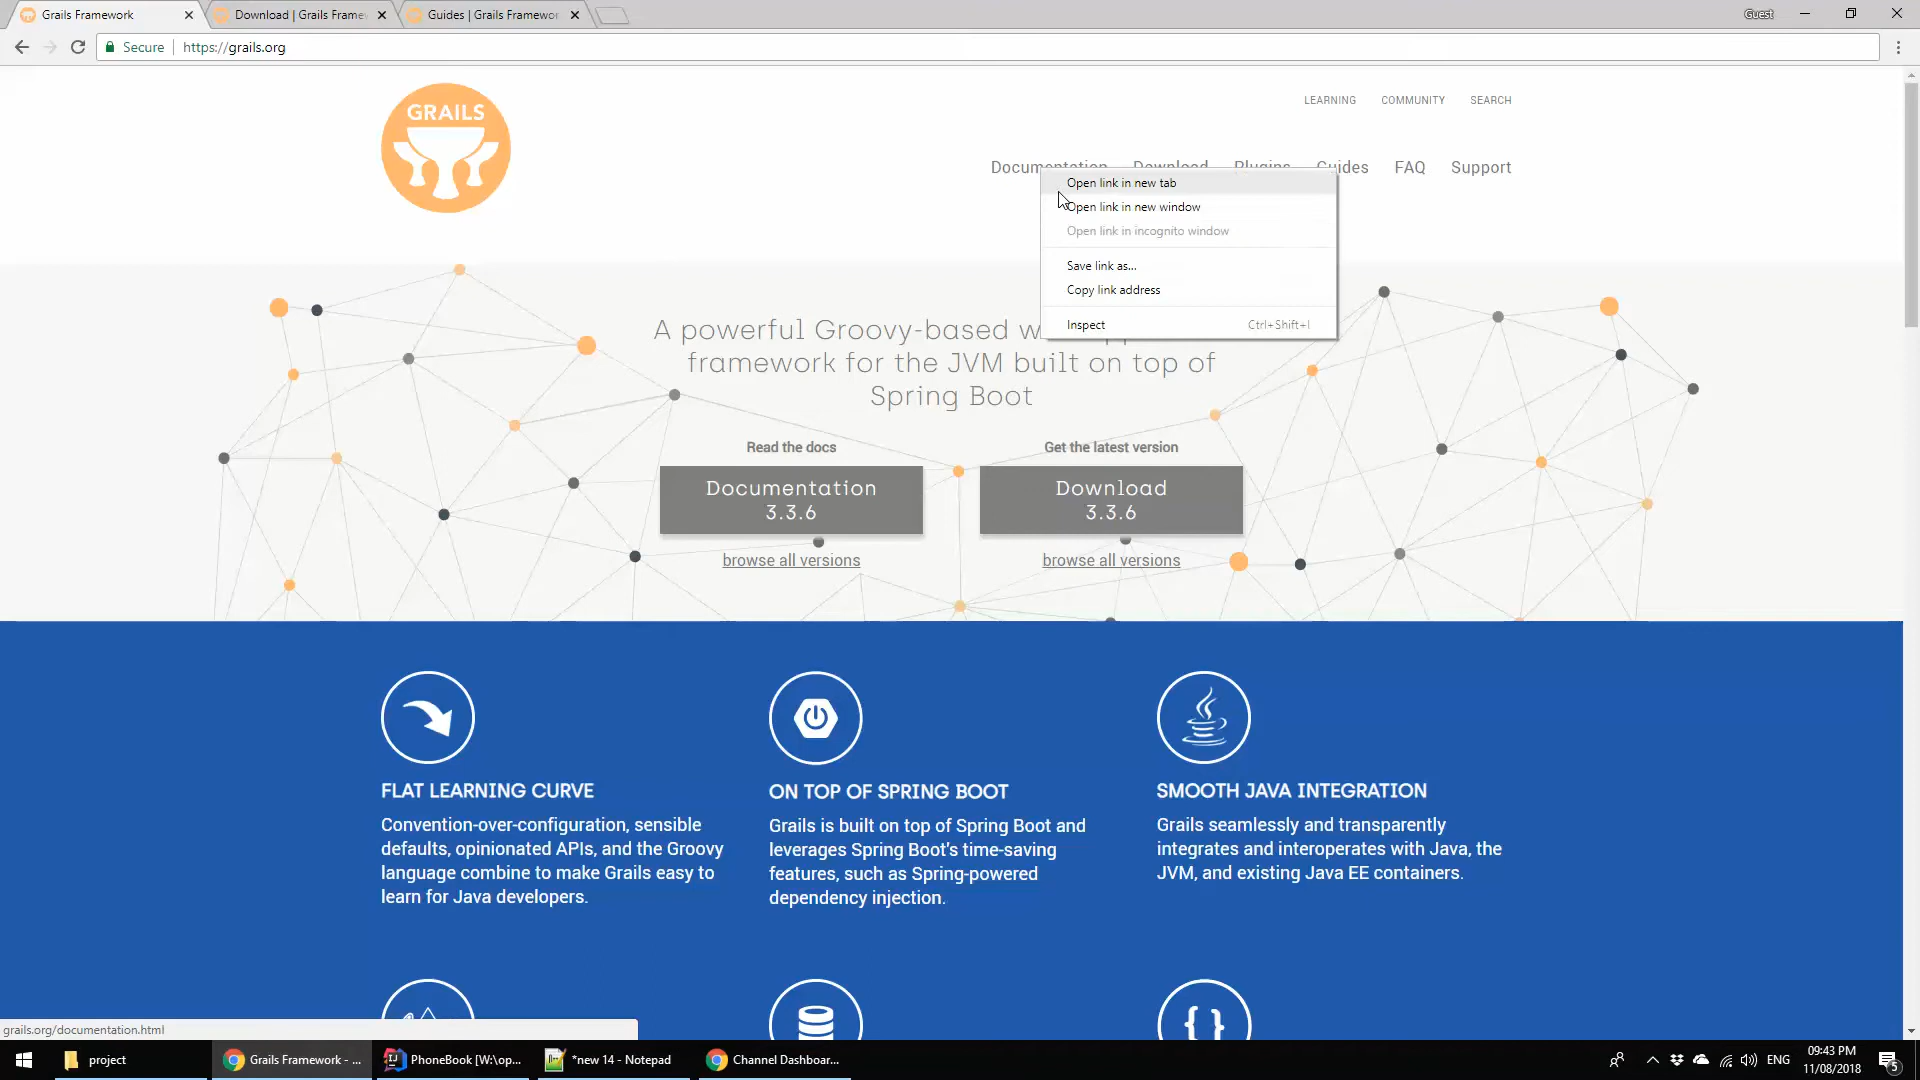 Grails Framework
Download | Grails Frame
Guides | Grails Framewor
Guest
Secure
https://grails.org
GRAILS
LEARNING COMMUNITY SEARCH
Documentation Download Plugins Guides FAQ Support
Open link in new tab
Open link in new window
Open link in incognito window
Save link as...
Copy link address
Inspect Ctrl+Shift+I
A powerful Groovy-based w
framework for the JVM built on top of
Spring Boot
Read the docs
Get the latest version
Documentation
3.3.6
Download
3.3.6
browse all versions
browse all versions
FLAT LEARNING CURVE
Convention-over-configuration, sensible
defaults, opinionated APIs, and the Groovy
language combine to make Grails easy to
learn for Java developers.
ON TOP OF SPRING BOOT
Grails is built on top of Spring Boot and
leverages Spring Boot's time-saving
features, such as Spring-powered
dependency injection.
SMOOTH JAVA INTEGRATION
Grails seamlessly and transparently
integrates and interoperates with Java, the
JVM, and existing Java EE containers.
{ }
grails.org/documentation.html
project
Grails Framework - ...
IJ
PhoneBook [W:\op...
*new 14 - Notepad
Channel Dashboar...
ENG
09:43 PM
11/08/2018
5